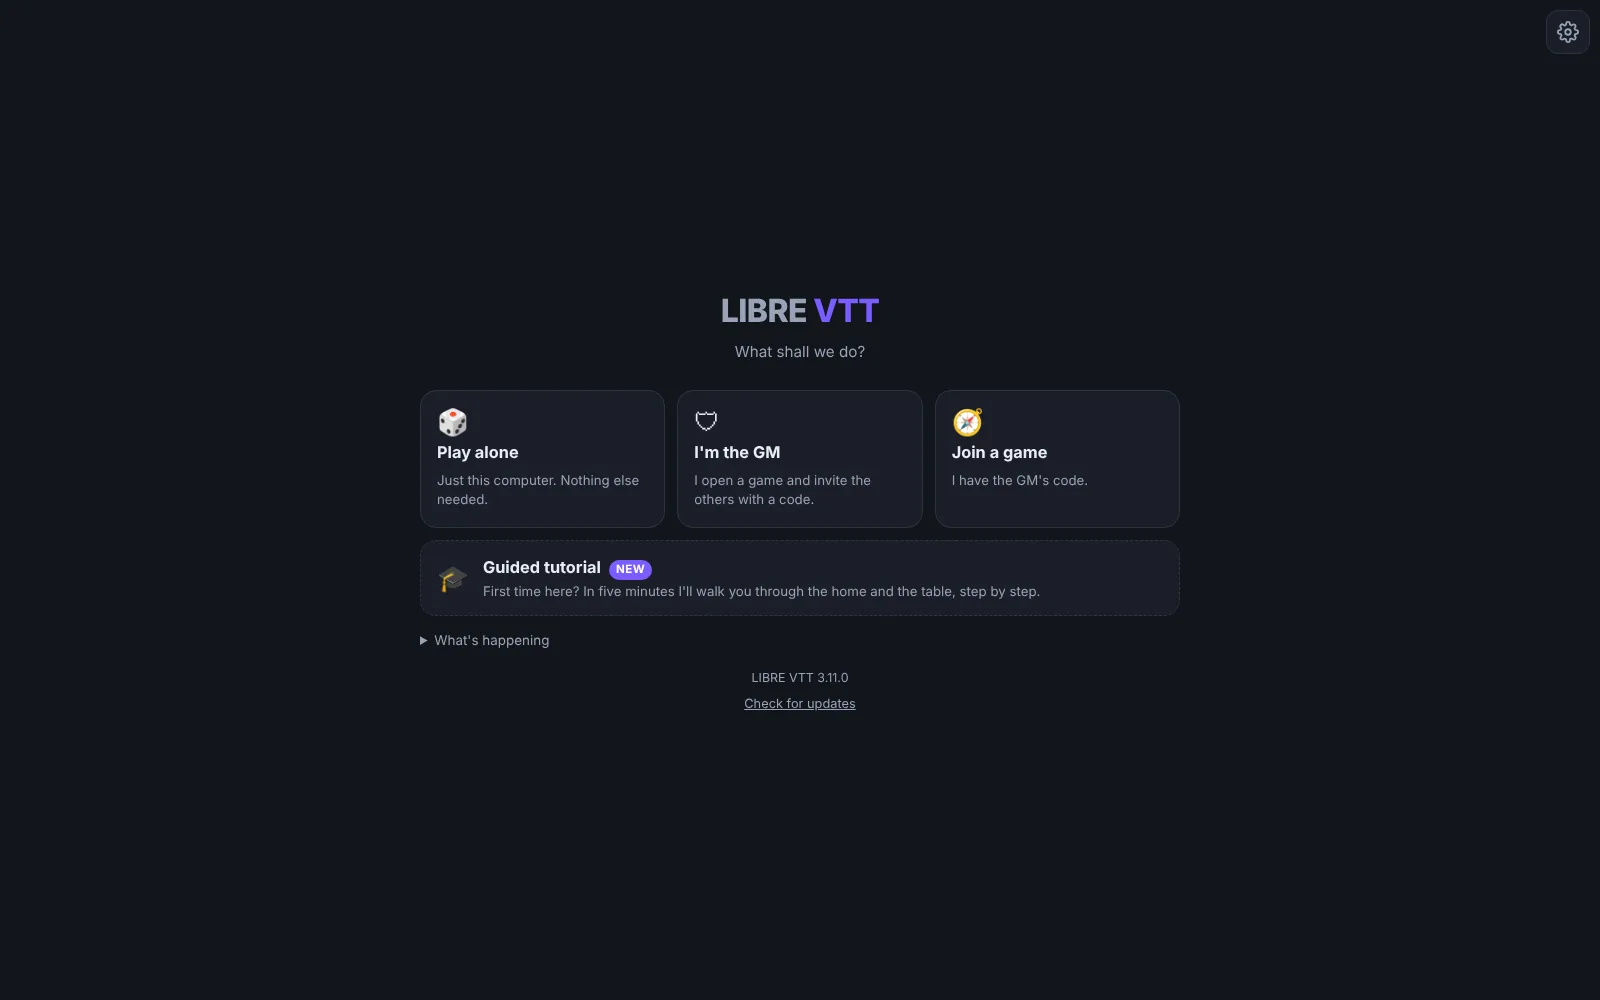 LIBRE VTT
What shall we do?
Play alone
Just this computer. Nothing else
needed.
I'm the GM
I open a game and invite the
others with a code.
Join a game
I have the GM's code.
Guided tutorial NEW
First time here? In five minutes I'll walk you through the home and the table, step by step.
What's happening
LIBRE VTT 3.11.0
Check for updates